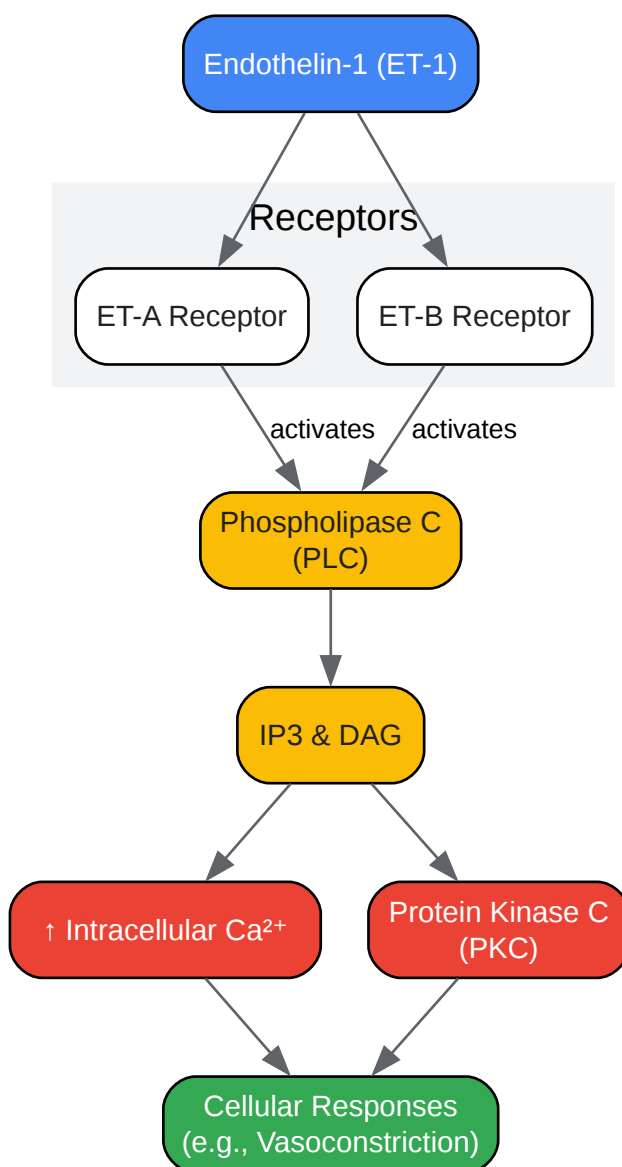 Endothelin-1 (ET-1)
Receptors
ET-A Receptor
ET-B Receptor
activates
activates
Phospholipase C
(PLC)
IP3 & DAG
↑ Intracellular Ca²⁺
Protein Kinase C
(PKC)
Cellular Responses
(e.g., Vasoconstriction)